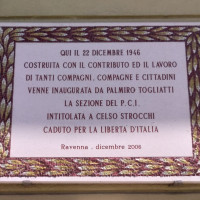 QUI IL 22 DICEMBRE 1946
COSTRUITA CON IL CONTRIBUTO ED IL LAVORO
DI TANTI COMPAGNI, COMPAGNE E CITTADINI
VENNE INAUGURATA DA PALMIRO TOGLIATTI
LA SEZIONE DEL P.C.I.
INTITOLATA A CELSO STROCCHI
CADUTO PER LA LIBERTA D'ITALIA
Ravenna, dicembre 2006